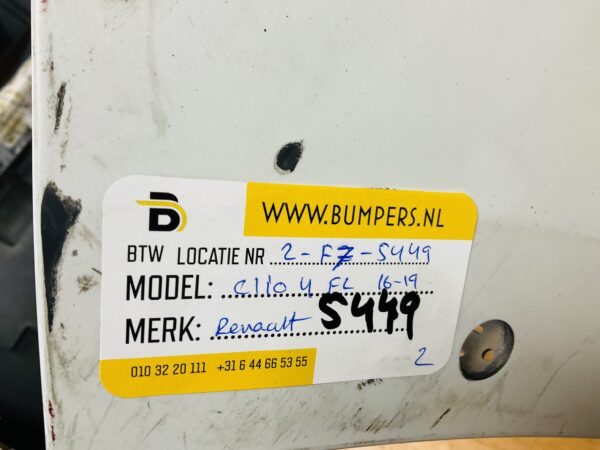 WWW.BUMPERS.NL
BTW LOCATIE NR 2-F7-5449
MODEL: Clio 4 FL 16-19
MERK: Renault 5449
2
010 32 20 111 +31 6 44 66 53 55